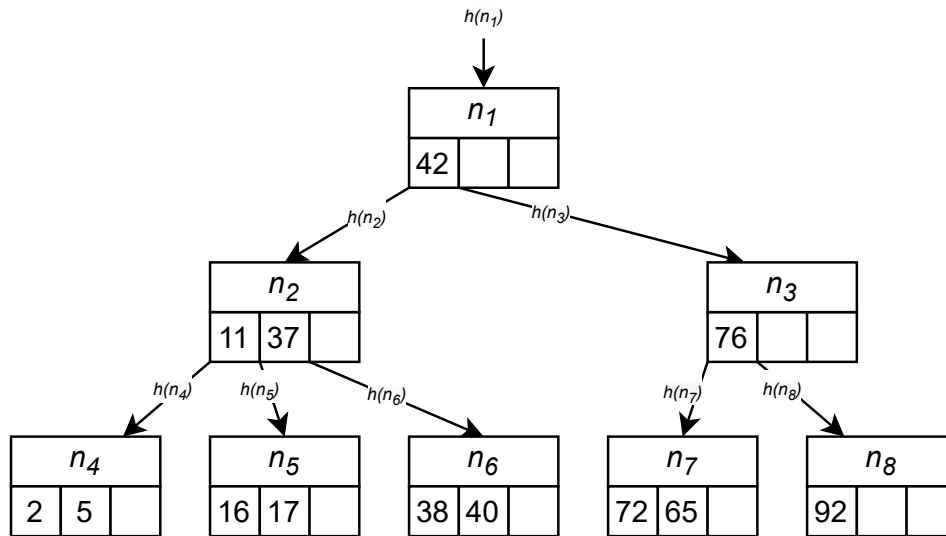 h(n₁)
n₁
42
h(n₂) h(n₃)
n₂ n₃
11 37 76
h(n₄) h(n₅) h(n₆) h(n₇) h(n₈)
n₄ n₅ n₆ n₇ n₈
2 5 16 17 38 40 72 65 92